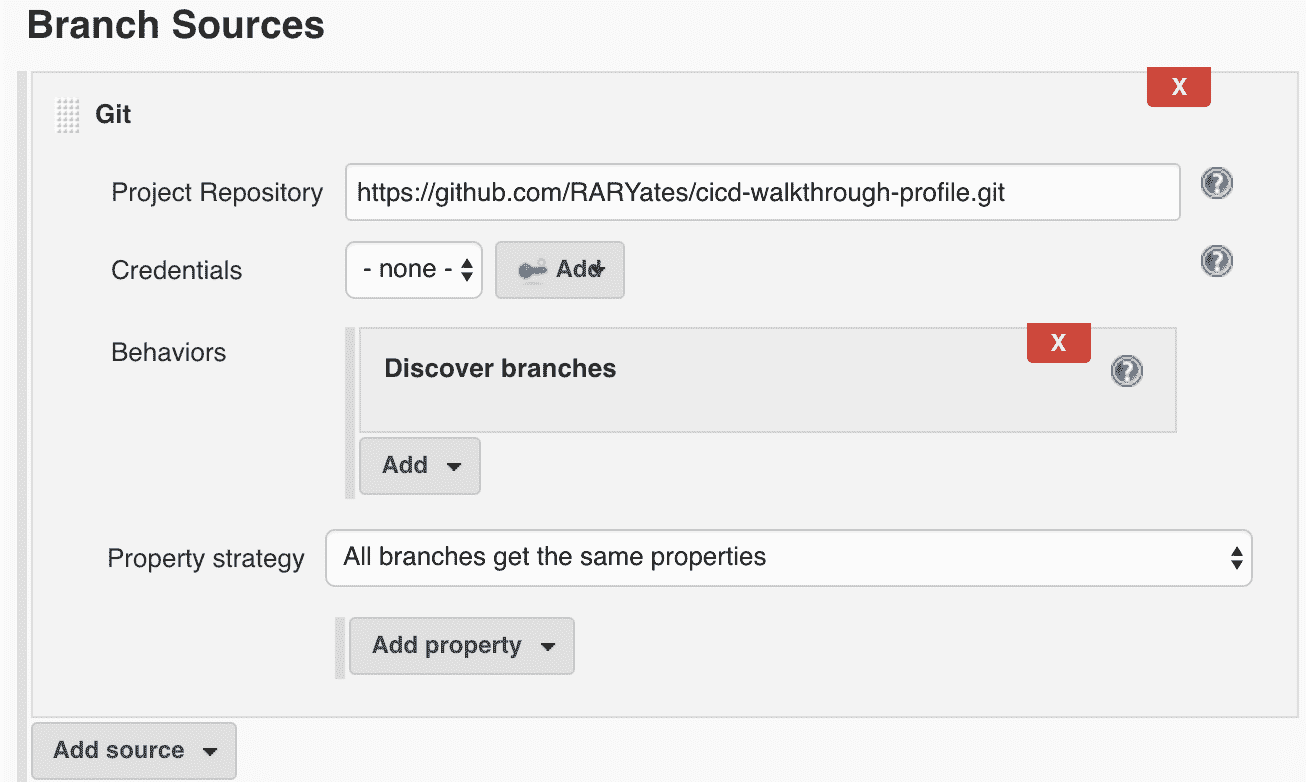 Branch Sources
X
Git
Project Repository https://github.com/RARYates/cicd-walkthrough-profile.git ?
Credentials - none - Add ?
Behaviors
X
Discover branches ?
Add
Property strategy All branches get the same properties
Add property
Add source